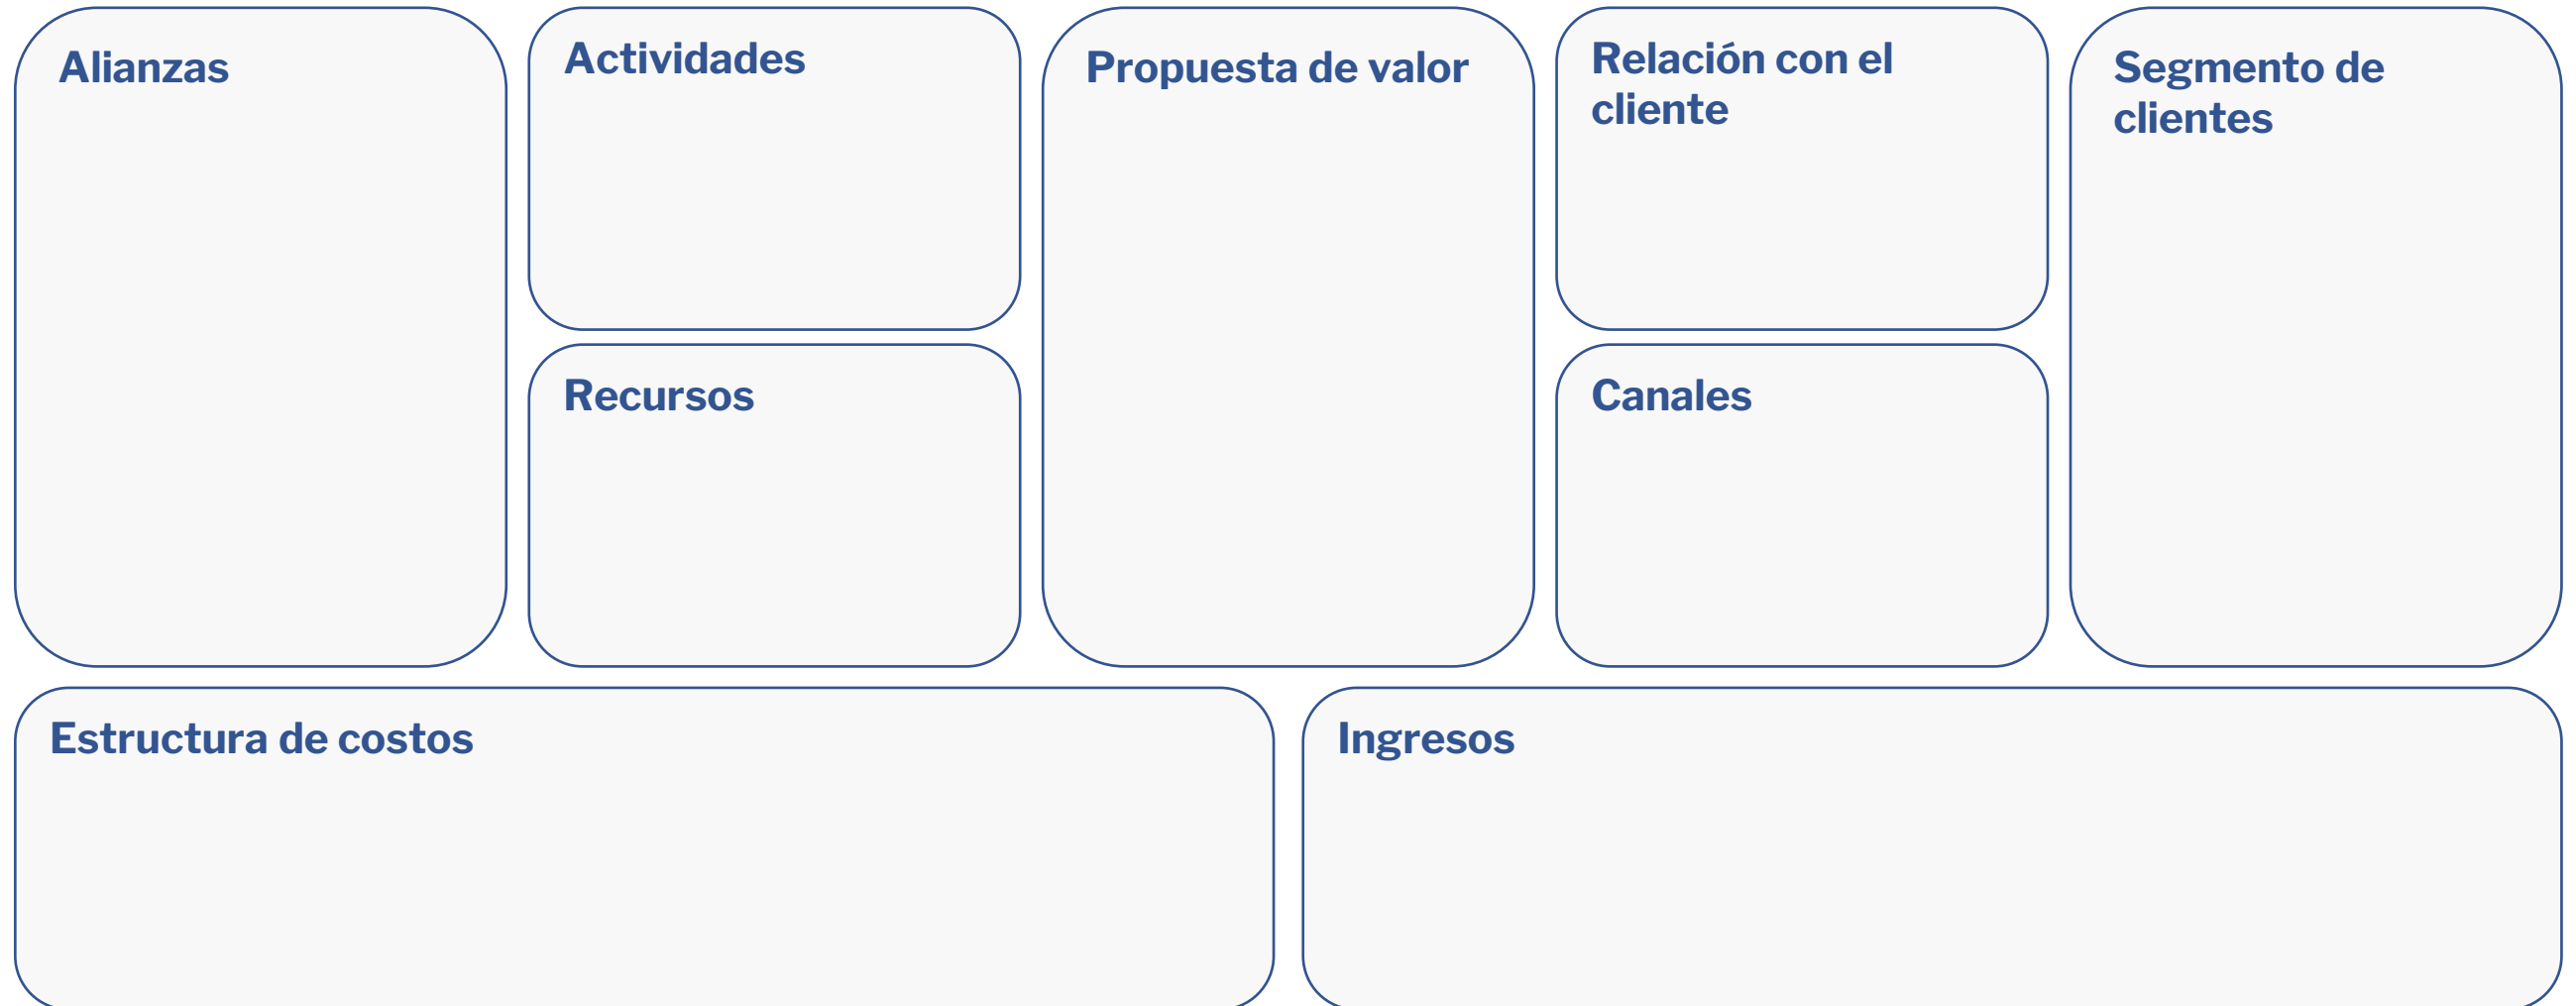 Alianzas
Actividades
Propuesta de valor
Relación con el
cliente
Segmento de
clientes
Recursos
Canales
Estructura de costos
Ingresos